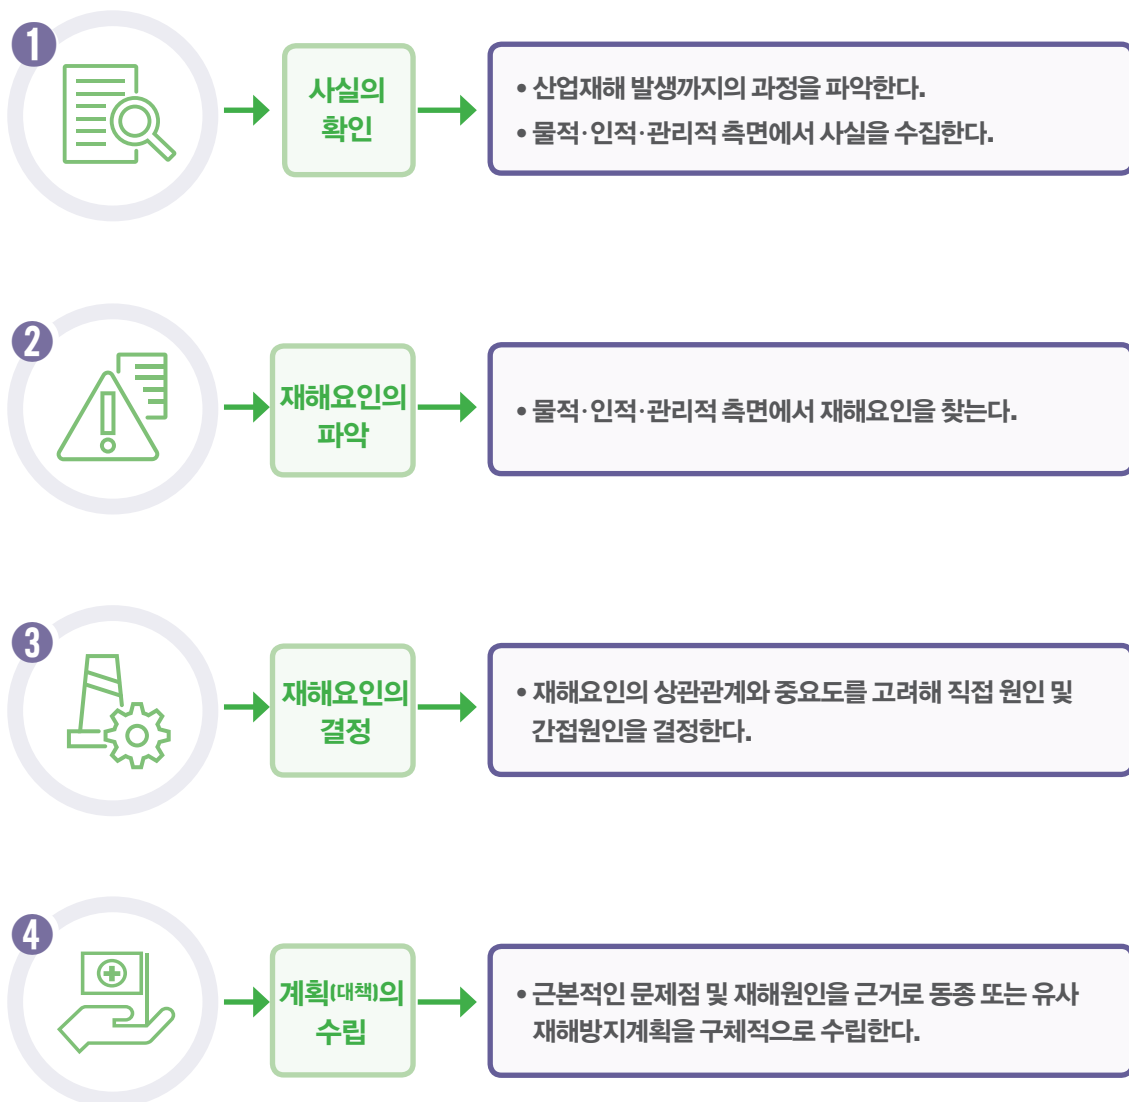 1
사실의
확인
• 산업재해 발생까지의 과정을 파악한다.
• 물적·인적·관리적 측면에서 사실을 수집한다.
2
재해요인의
파악
• 물적·인적·관리적 측면에서 재해요인을 찾는다.
3
재해요인의
결정
• 재해요인의 상관관계와 중요도를 고려해 직접 원인 및
간접원인을 결정한다.
4
계획(대책)의
수립
• 근본적인 문제점 및 재해원인을 근거로 동종 또는 유사
재해방지계획을 구체적으로 수립한다.